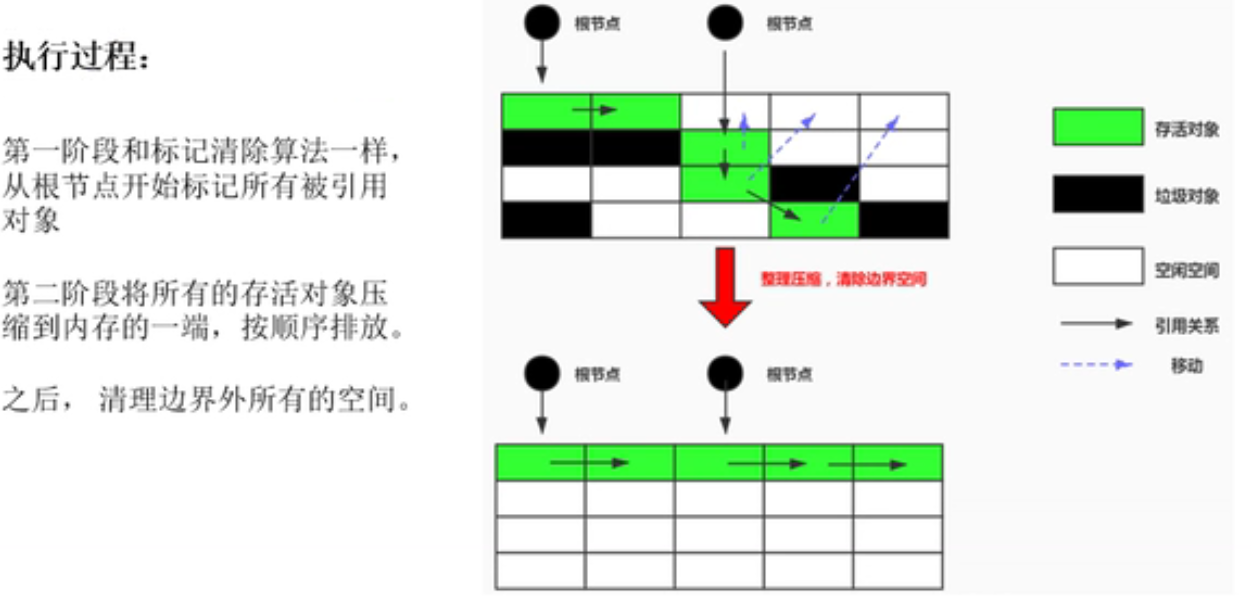 执行过程：
第一阶段和标记清除算法一样，
从根节点开始标记所有被引用
对象
第二阶段将所有的存活对象压
缩到内存的一端，按顺序排放。
之后， 清理边界外所有的空间。
根节点
根节点
整理压缩，清除边界空间
根节点
根节点
存活对象
垃圾对象
空闲空间
引用关系
移动